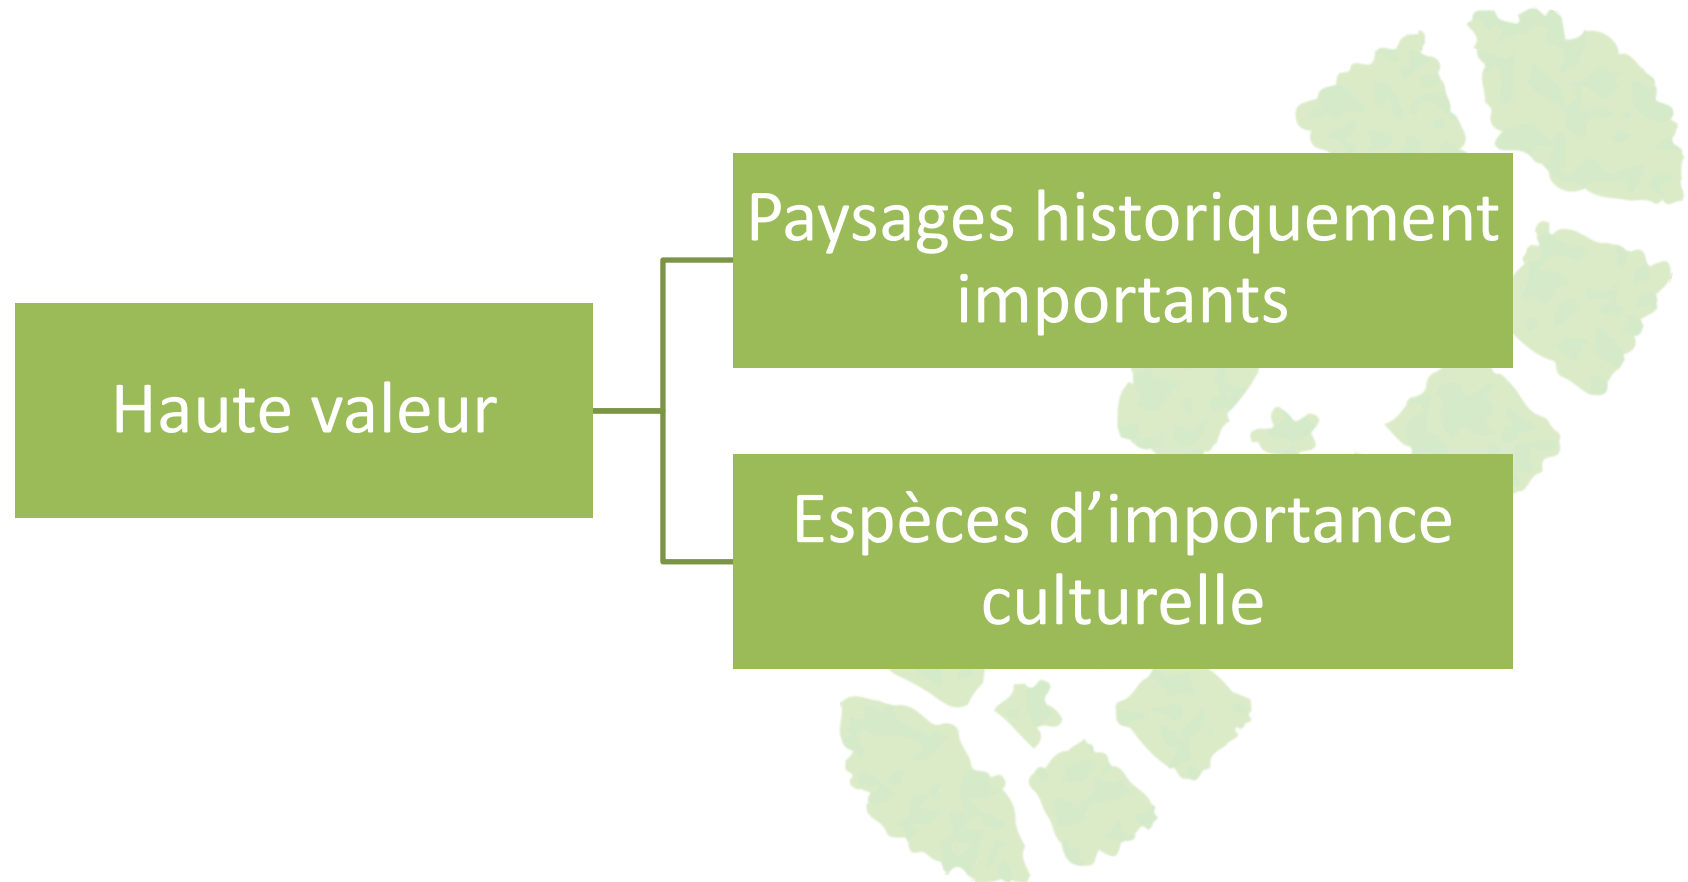 Haute valeur
Paysages historiquement
importants
Espèces d’importance
culturelle